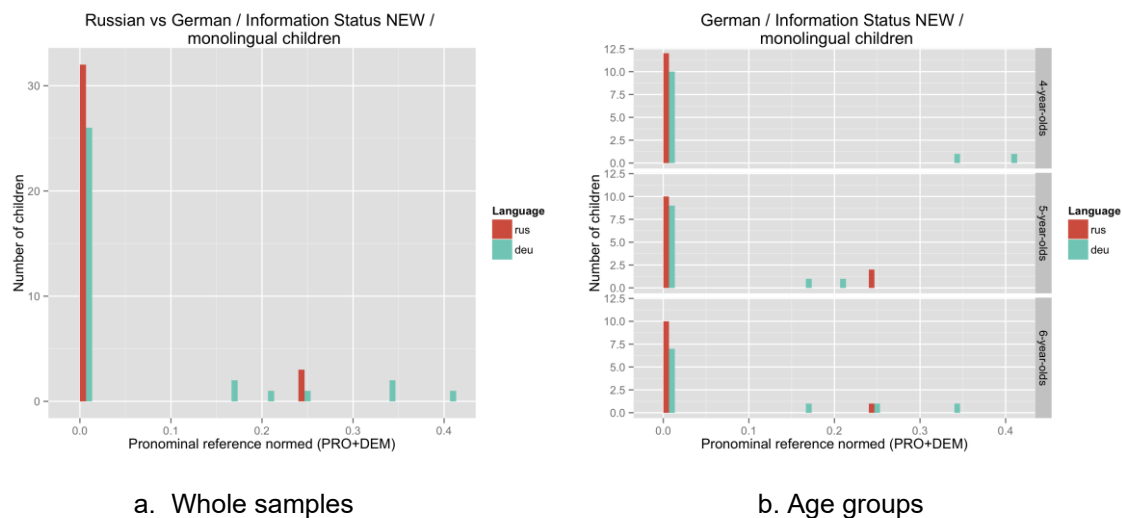 Russian vs German / Information Status NEW /
monolingual children
Number of children
30
20
10
0
0.0 0.1 0.2 0.3 0.4
Pronominal reference normed (PRO+DEM)
Language
rus
deu
a. Whole samples
German / Information Status NEW /
monolingual children
Number of children
12.5
10.0
7.5
5.0
2.5
0.0
4-year-olds
12.5
10.0
7.5
5.0
2.5
0.0
5-year-olds
12.5
10.0
7.5
5.0
2.5
0.0
6-year-olds
0.0 0.1 0.2 0.3 0.4
Pronominal reference normed (PRO+DEM)
Language
rus
deu
b. Age groups